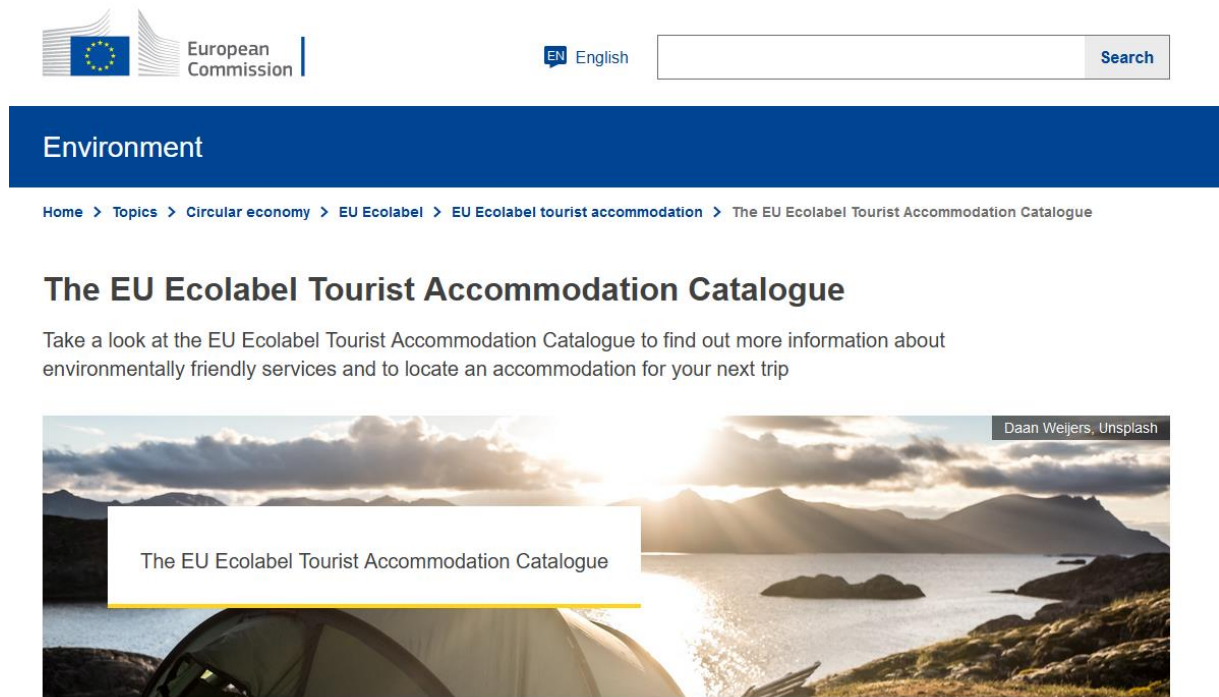 European
Commission
EN English
Search
Environment
Home > Topics > Circular economy > EU Ecolabel > EU Ecolabel tourist accommodation > The EU Ecolabel Tourist Accommodation Catalogue
The EU Ecolabel Tourist Accommodation Catalogue
Take a look at the EU Ecolabel Tourist Accommodation Catalogue to find out more information about
environmentally friendly services and to locate an accommodation for your next trip
Daan Weijers, Unsplash
The EU Ecolabel Tourist Accommodation Catalogue